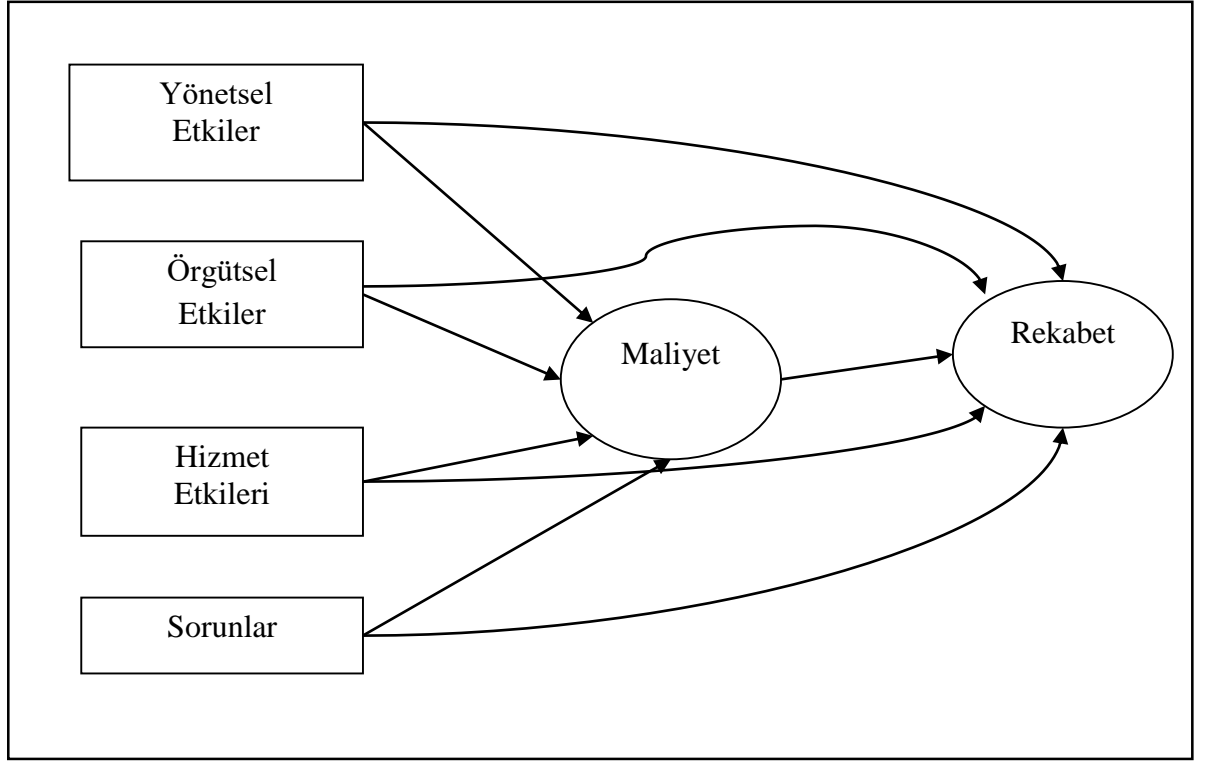 Yönetsel
Etkiler
Örgütsel
Etkiler
Maliyet
Rekabet
Hizmet
Etkileri
Sorunlar